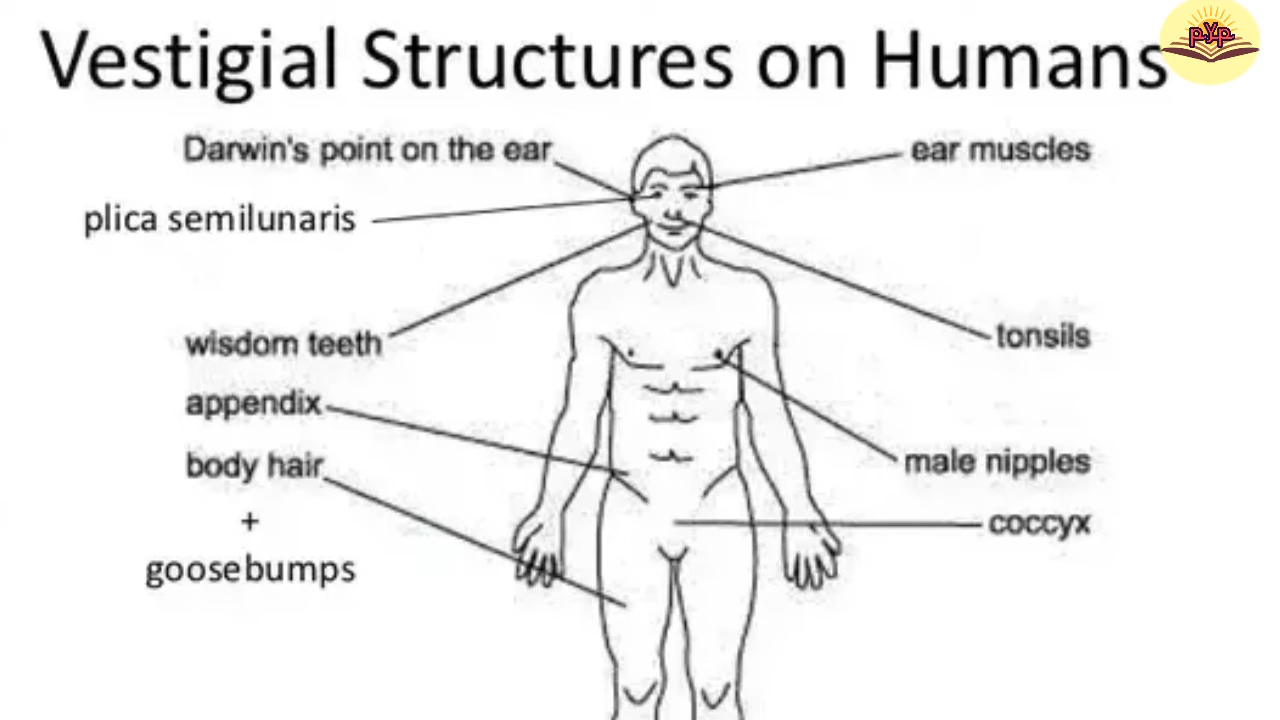 Vestigial Structures on Humans
PYP
Darwin's point on the ear
ear muscles
plica semilunaris
wisdom teeth
tonsils
appendix
body hair
male nipples
+
coccyx
goosebumps